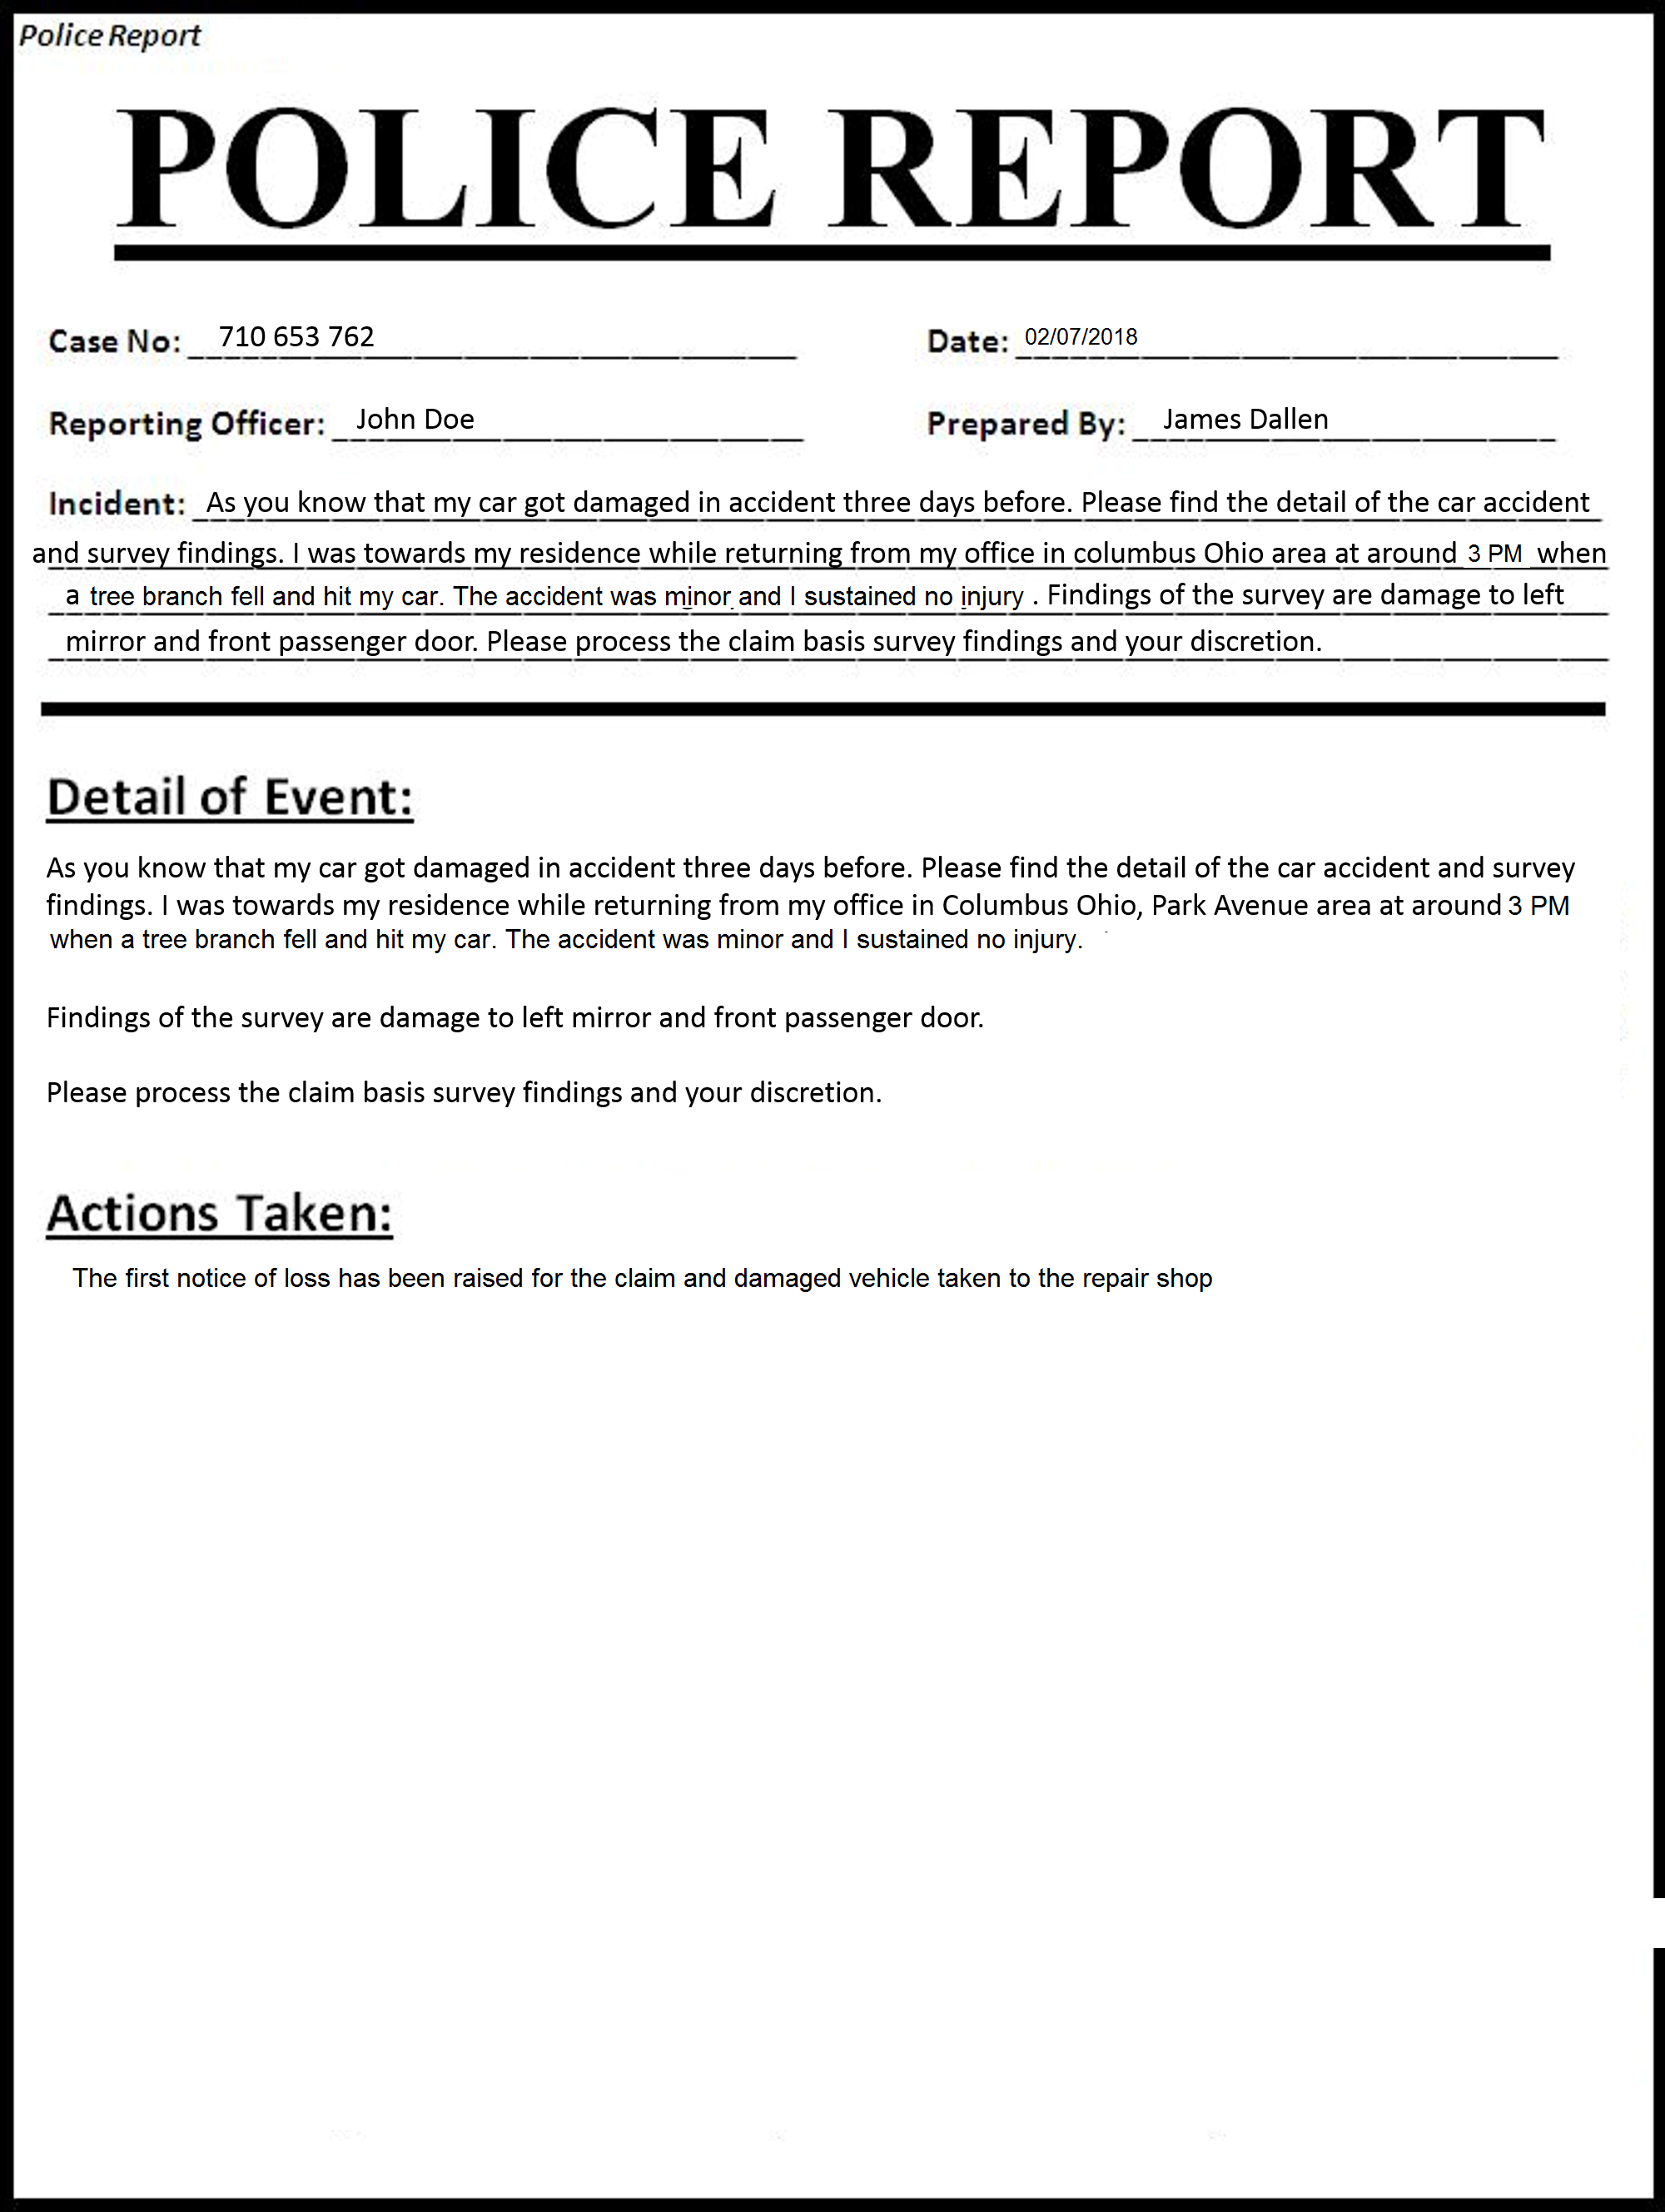 Police Report
POLICE REPORT
Case No: 710 653 762 Date: 02/07/2018
Reporting Officer: John Doe Prepared By: James Dallen
Incident: As you know that my car got damaged in accident three days before. Please find the detail of the car accident
and survey findings. I was towards my residence while returning from my office in columbus Ohio area at around 3 PM when
a tree branch fell and hit my car. The accident was minor and I sustained no injury . Findings of the survey are damage to left
mirror and front passenger door. Please process the claim basis survey findings and your discretion.
Detail of Event:
As you know that my car got damaged in accident three days before. Please find the detail of the car accident and survey
findings. I was towards my residence while returning from my office in Columbus Ohio, Park Avenue area at around 3 PM
when a tree branch fell and hit my car. The accident was minor and I sustained no injury.
Findings of the survey are damage to left mirror and front passenger door.
Please process the claim basis survey findings and your discretion.
Actions Taken:
The first notice of loss has been raised for the claim and damaged vehicle taken to the repair shop